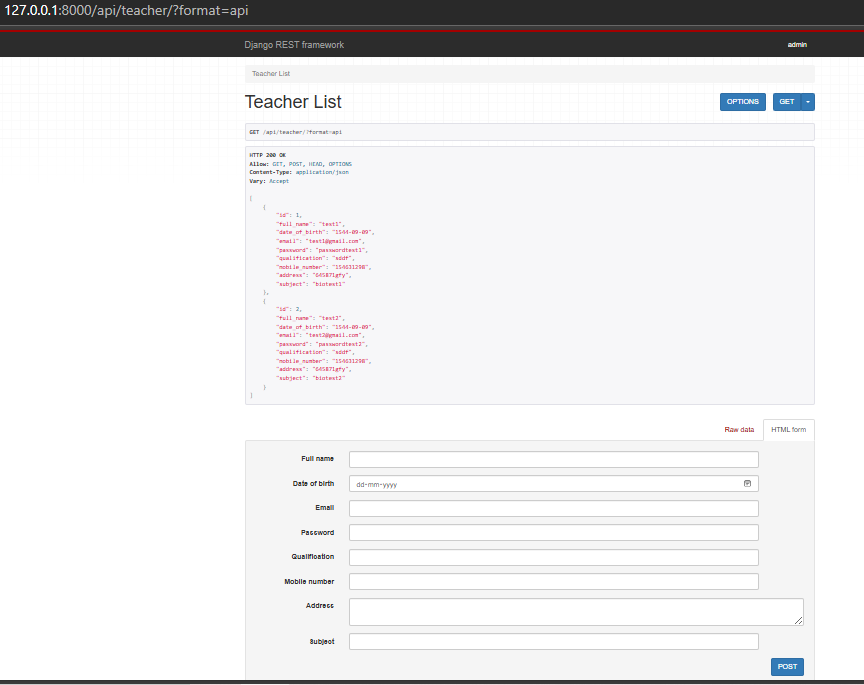 127.0.0.1:8000/api/teacher/?format=api
Django REST framework
admin
Teacher List
Teacher List
OPTIONS
GET
GET /api/teacher/?format=api
HTTP 200 OK
Allow: GET, POST, HEAD, OPTIONS
Content-Type: application/json
Vary: Accept
[
{
"id": 1,
"full_name": "test1",
"date_of_birth": "1544-09-09",
"email": "test1@gmail.com",
"password": "passwordtest1",
"qualification": "sddf",
"mobile_number": "154631298",
"address": "645871gfy",
"subject": "biotest1"
},
{
"id": 2,
"full_name": "test2",
"date_of_birth": "1544-09-09",
"email": "test2@gmail.com",
"password": "passwordtest2",
"qualification": "sddf",
"mobile_number": "154631298",
"address": "645871gfy",
"subject": "biotest2"
}
]
Raw data
HTML form
Full name
Date of birth
dd-mm-yyyy
Email
Password
Qualification
Mobile number
Address
Subject
POST